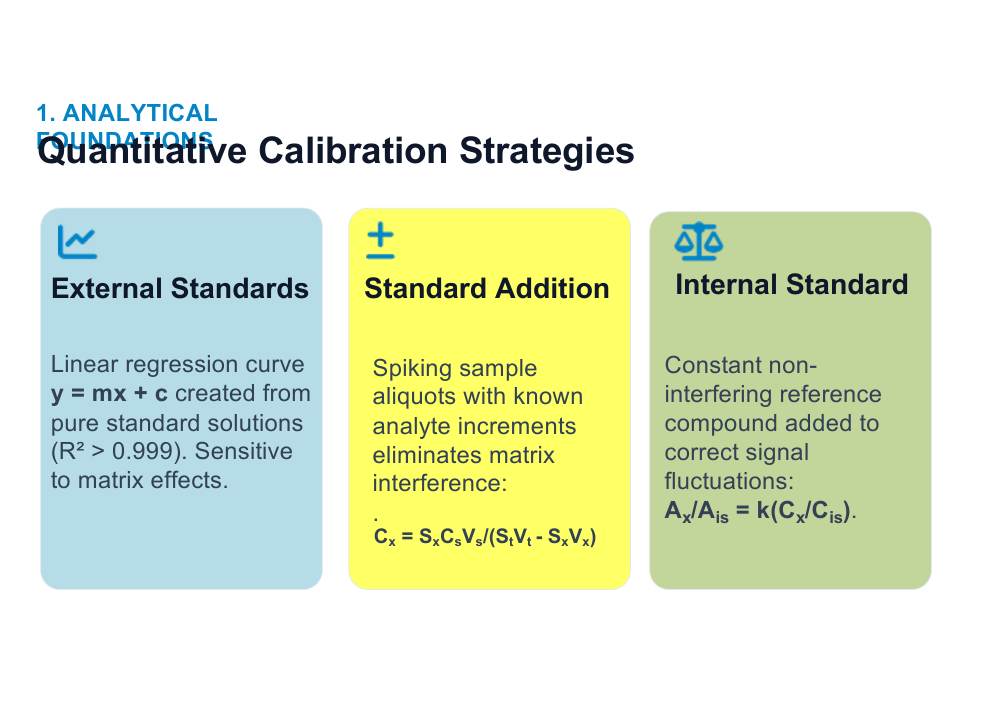 1. ANALYTICAL
FOUNDATIONS
Quantitative Calibration Strategies
External Standards
Linear regression curve
y = mx + c created from
pure standard solutions
(R² > 0.999). Sensitive
to matrix effects.
Standard Addition
Spiking sample
aliquots with known
analyte increments
eliminates matrix
interference:
.
Cₓ = SₓCₛVₛ/(SₜVₜ - SₓVₓ)
Internal Standard
Constant non-
interfering reference
compound added to
correct signal
fluctuations:
Aₓ/Aᵢₛ = k(Cₓ/Cᵢₛ).